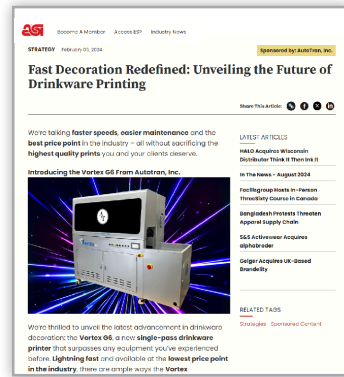 asi
Become A Member Access ESP Industry News
STRATEGY February 02, 2024
Sponsored by: AutoTran, Inc.
Fast Decoration Redefined: Unveiling the Future of
Drinkware Printing
Share This Article:
We're talking faster speeds, easier maintenance and the
best price point in the industry – all without sacrificing the
highest quality prints you and your clients deserve.
Introducing the Vortex G6 From Autotran, Inc.
We're thrilled to unveil the latest advancement in drinkware
decoration: the Vortex G6, a new single-pass drinkware
printer that surpasses any equipment you've experienced
before. Lightning fast and available at the lowest price point
in the industry, there are ample ways the Vortex
LATEST ARTICLES
HALO Acquires Wisconsin
Distributor Think It Then Ink It
In The News - August 2024
Facilisgroup Hosts In-Person
ThreeSixty Course in Canada
Bangladesh Protests Threaten
Apparel Supply Chain
S&S Activewear Acquires
alphabroder
Geiger Acquires UK-Based
Brandelity
RELATED TAGS
Strategies Sponsored Content